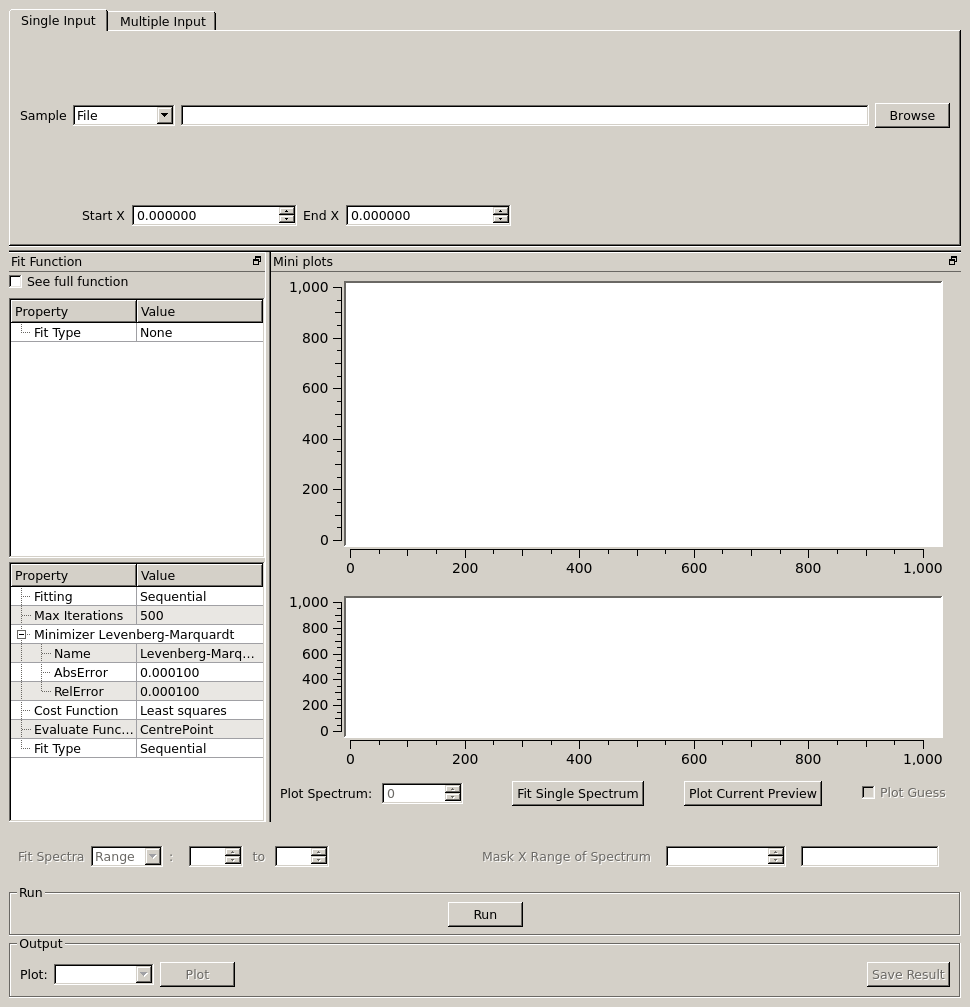 Single Input Multiple Input
Sample File Browse
Start X 0.000000 End X 0.000000
Fit Function
See full function
Property Value
Fit Type None
Property Value
Fitting Sequential
Max Iterations 500
Minimizer Levenberg-Marquardt
Name Levenberg-Marq...
AbsError 0.000100
RelError 0.000100
Cost Function Least squares
Evaluate Func... CentrePoint
Fit Type Sequential
Mini plots
1,000
800
600
400
200
0
0 200 400 600 800 1,000
1,000
800
600
400
200
0
0 200 400 600 800 1,000
Plot Spectrum: 0 Fit Single Spectrum Plot Current Preview Plot Guess
Fit Spectra Range : to Mask X Range of Spectrum
Run
Run
Output
Plot: Plot Save Result